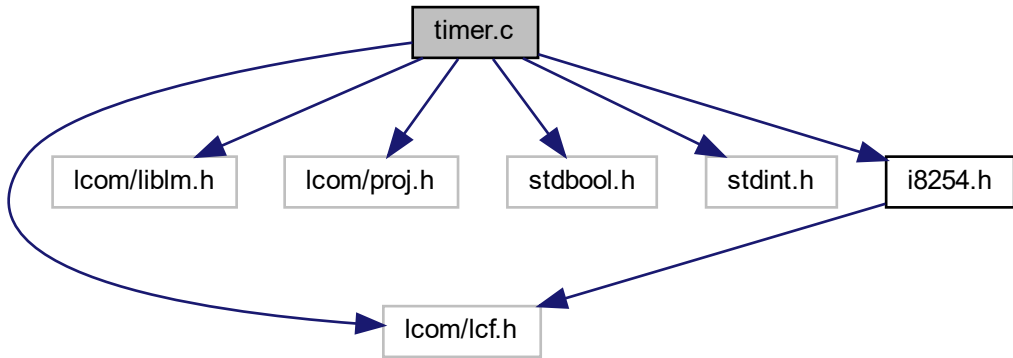 timer.c
lcom/liblm.h
lcom/proj.h
stdbool.h
stdint.h
i8254.h
lcom/lcf.h